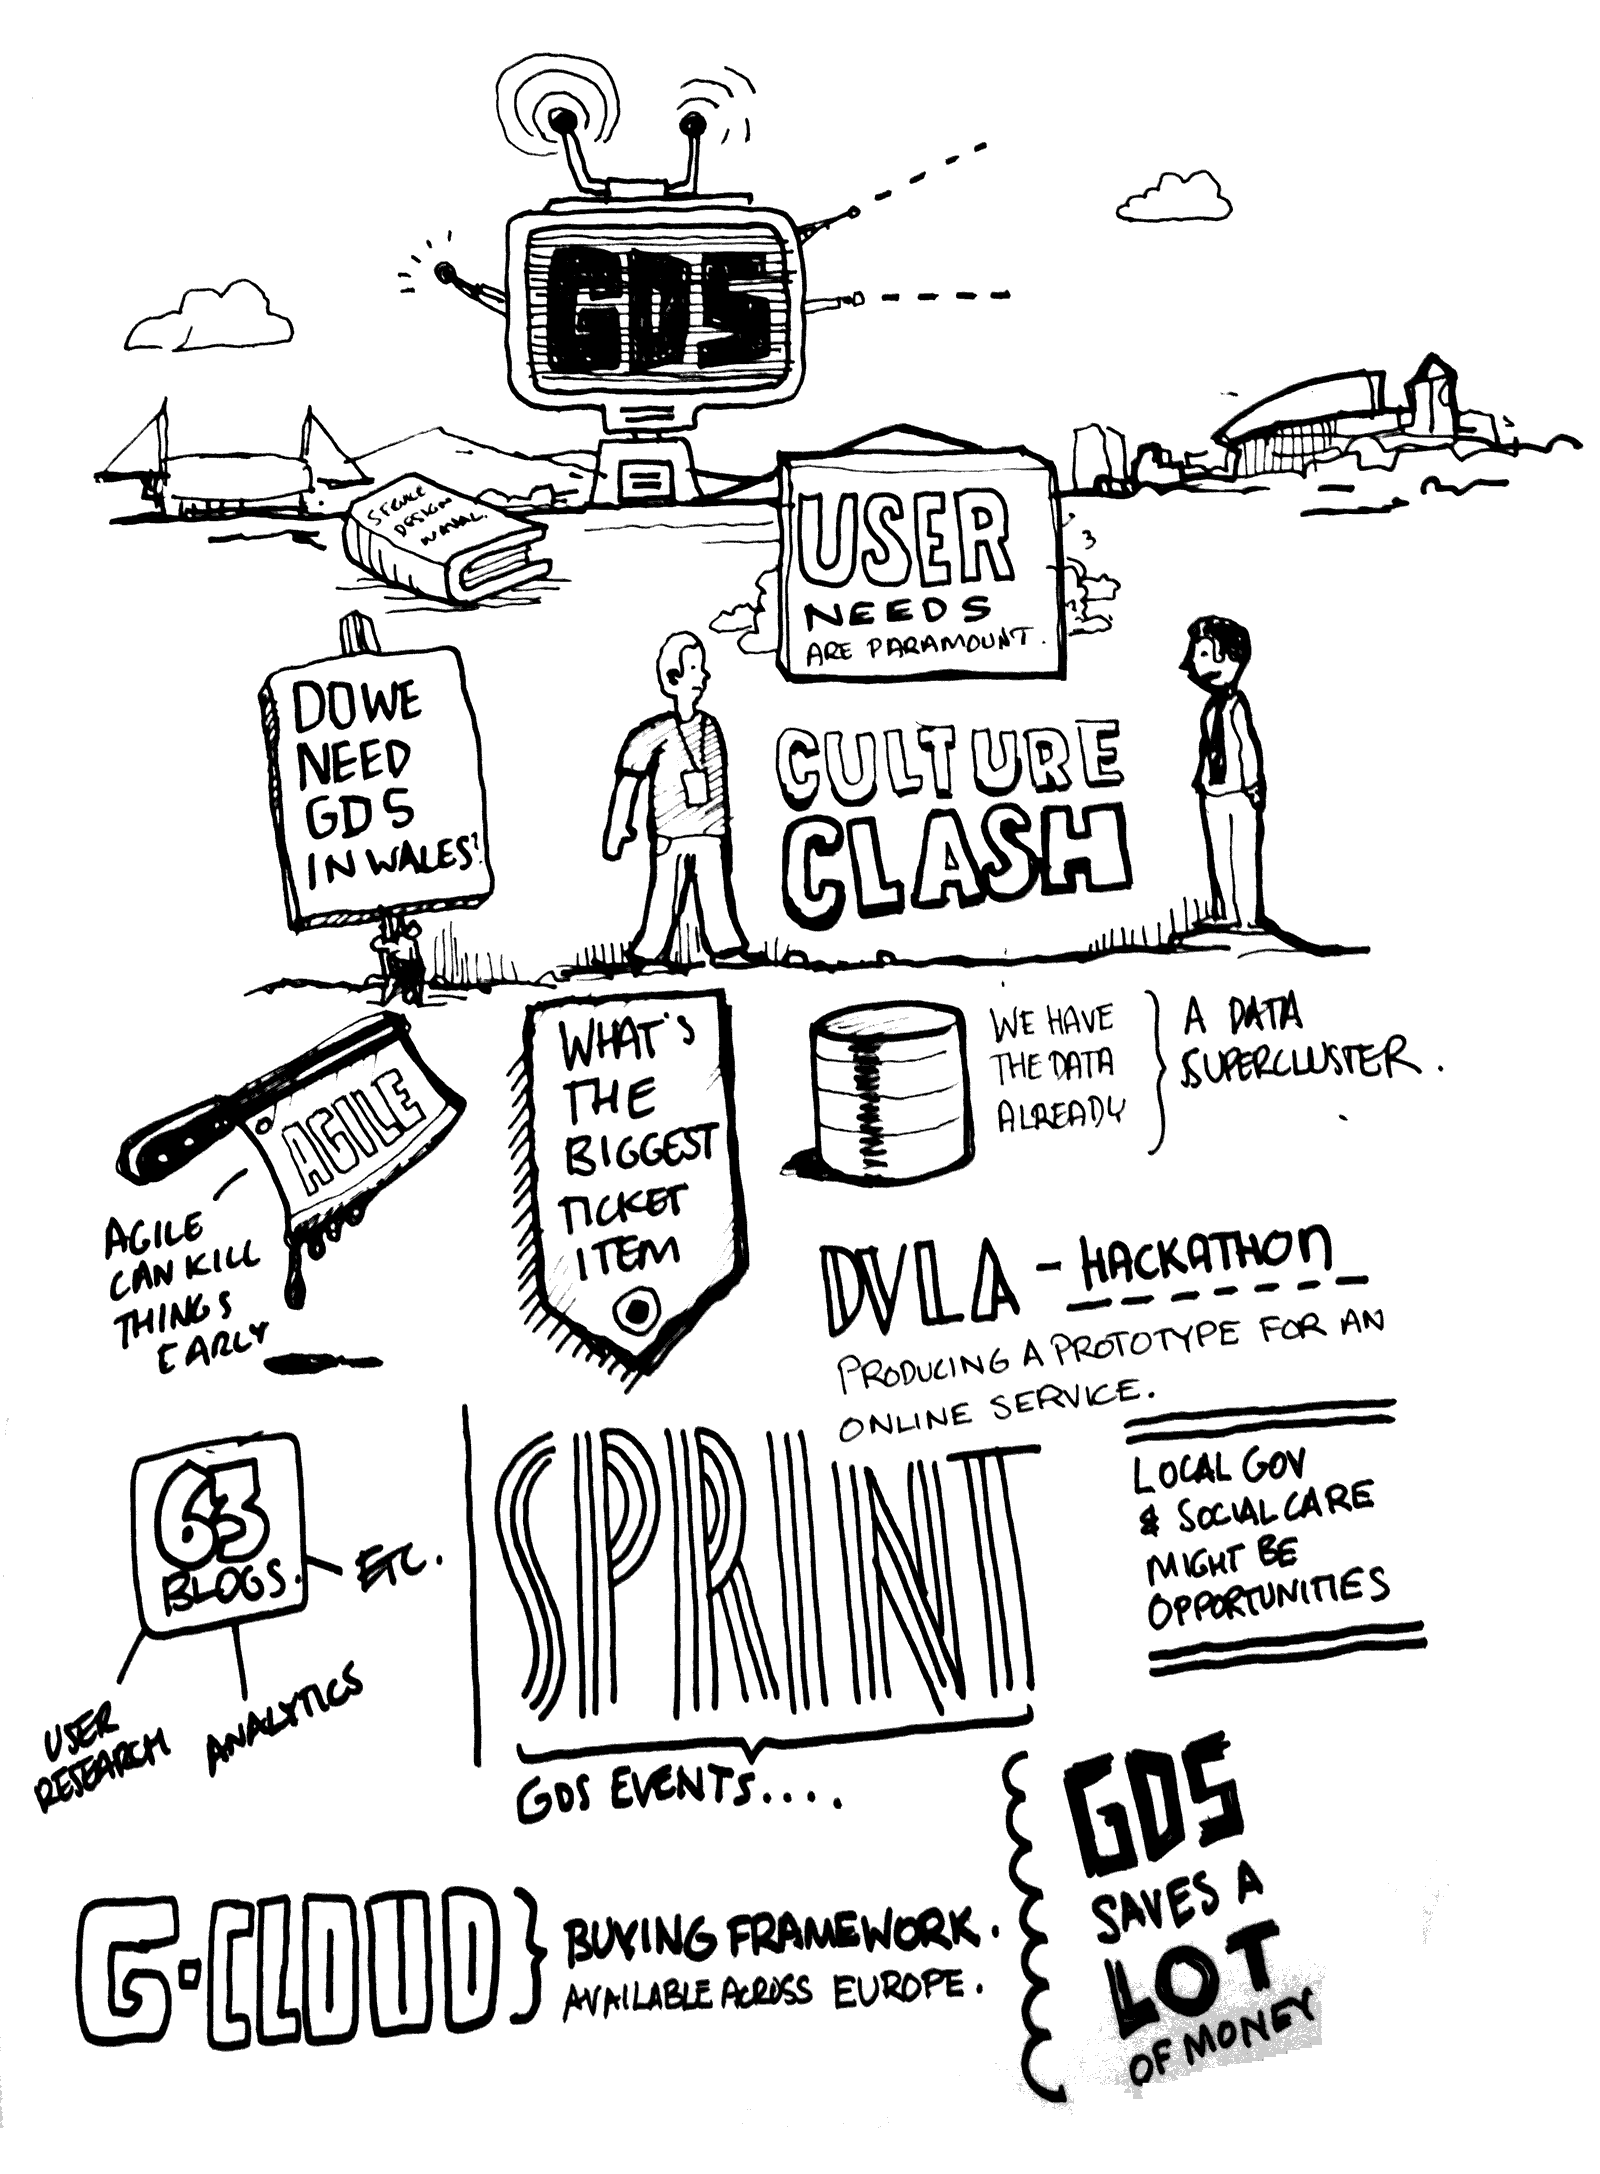 GDS
SERVICE
DESIGN
MANUAL.
USER
NEEDS
ARE PARAMOUNT.
DO WE
NEED
GDS
IN WALES?
CULTURE
CLASH
AGILE
AGILE
CAN KILL
THINGS
EARLY
WHAT'S
THE
BIGGEST
TICKET
ITEM
WE HAVE
THE DATA
ALREADY
A DATA
SUPERCLUSTER.
DVLA - HACKATHON
PRODUCING A PROTOTYPE FOR AN
ONLINE SERVICE.
63
BLOGS.
ETC.
USER
RESEARCH
ANALYTICS
SPRINT
GDS EVENTS....
LOCAL GOV
& SOCIAL CARE
MIGHT BE
OPPORTUNITIES
G-CLOUD
BUYING FRAMEWORK.
AVAILABLE ACROSS EUROPE.
GDS
SAVES A
LOT
OF MONEY